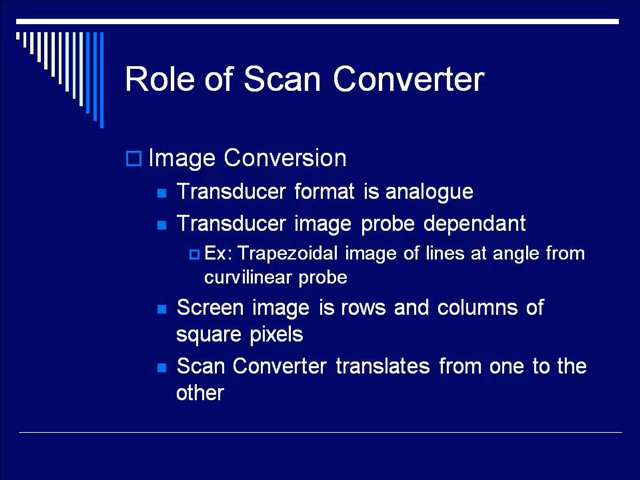 Role of Scan Converter
Image Conversion
Transducer format is analogue
Transducer image probe dependant
Ex: Trapezoidal image of lines at angle from
curvilinear probe
Screen image is rows and columns of
square pixels
Scan Converter translates from one to the
other